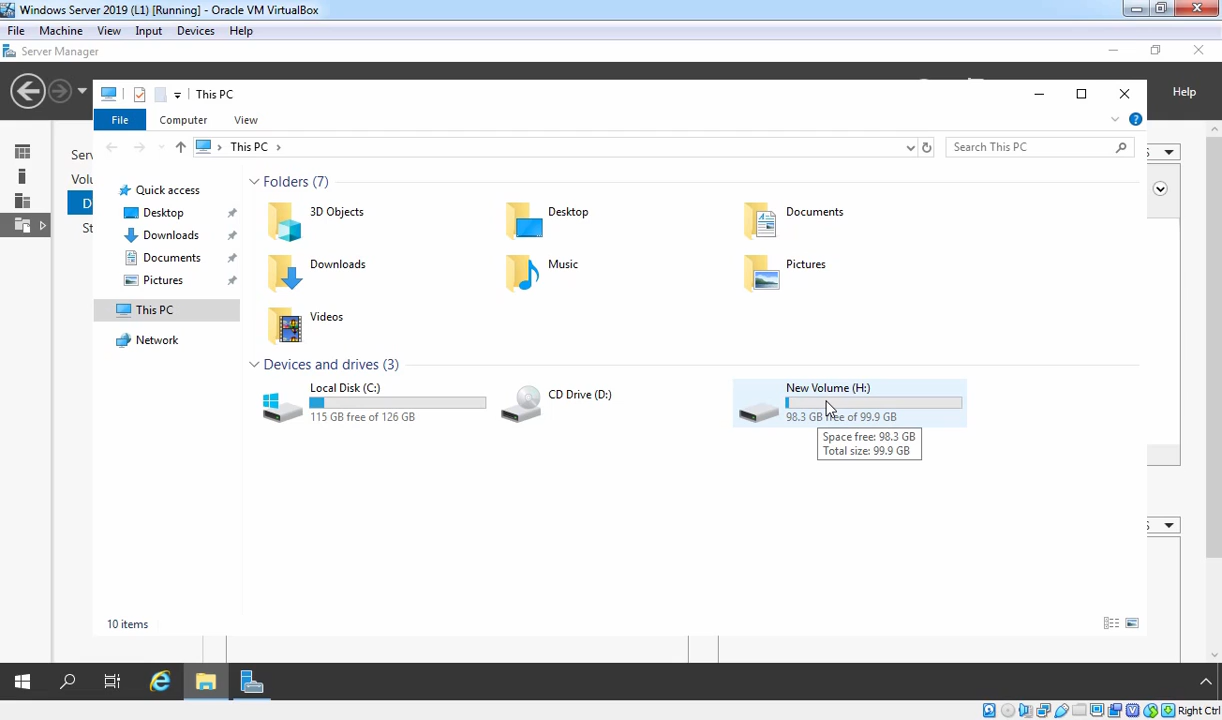 Windows Server 2019 (L1) [Running] - Oracle VM VirtualBox
File Machine View Input Devices Help
Server Manager
Help
This PC
File Computer View
This PC
Search This PC
Serv
Volu
D
St
Quick access
Desktop
Downloads
Documents
Pictures
This PC
Network
Folders (7)
3D Objects
Desktop
Documents
Downloads
Music
Pictures
Videos
Devices and drives (3)
Local Disk (C:)
115 GB free of 126 GB
CD Drive (D:)
New Volume (H:)
98.3 GB free of 99.9 GB
Space free: 98.3 GB
Total size: 99.9 GB
S
S
10 items
Right Ctrl